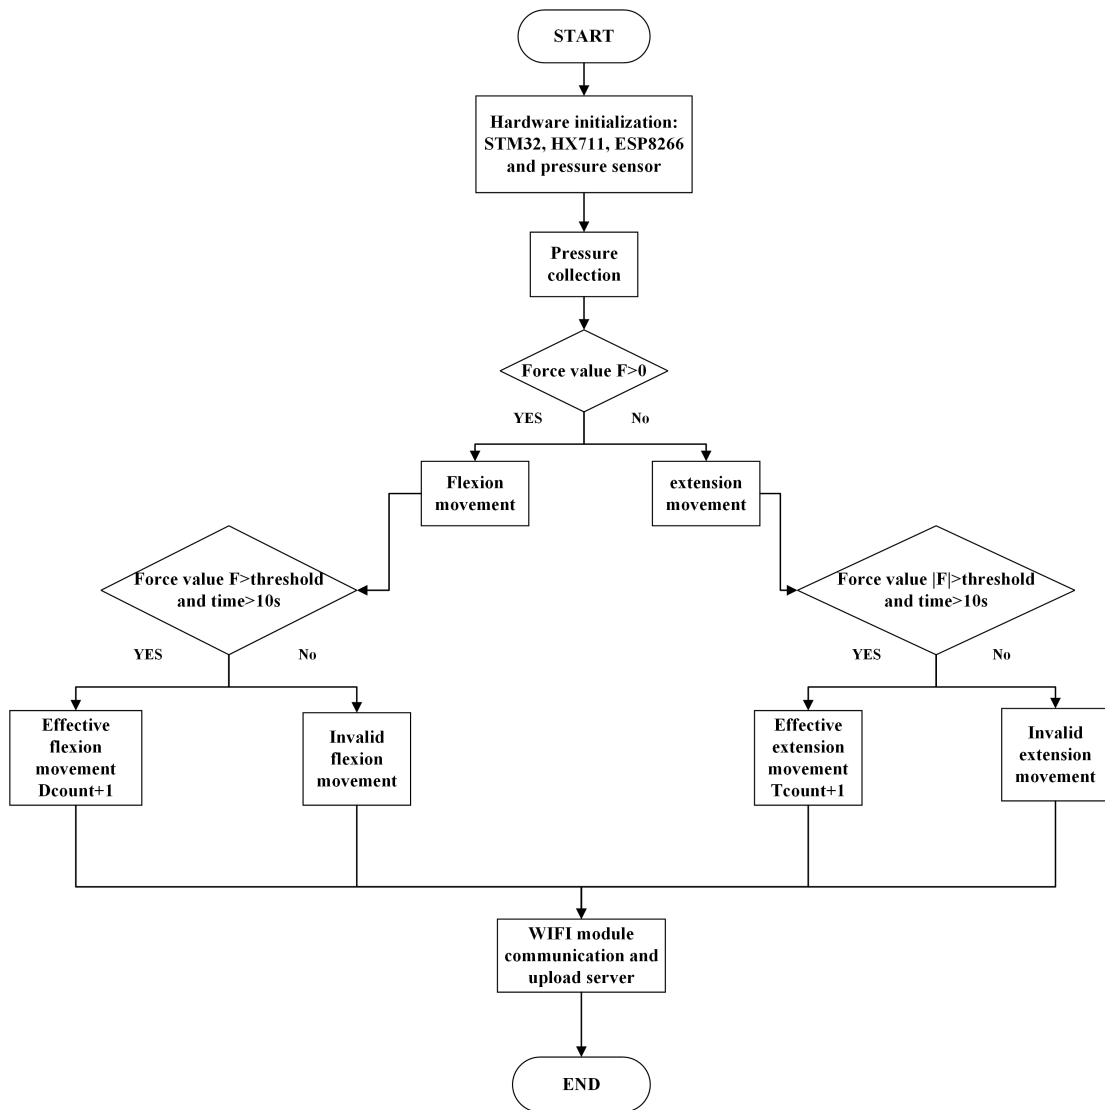 START
Hardware initialization:
STM32, HX711, ESP8266
and pressure sensor
Pressure
collection
Force value F>0
YES
No
Flexion
movement
extension
movement
Force value F>threshold
and time>10s
Force value |F|>threshold
and time>10s
YES
No
YES
No
Effective
flexion
movement
Dcount+1
Invalid
flexion
movement
Effective
extension
movement
Tcount+1
Invalid
extension
movement
WIFI module
communication and
upload server
END